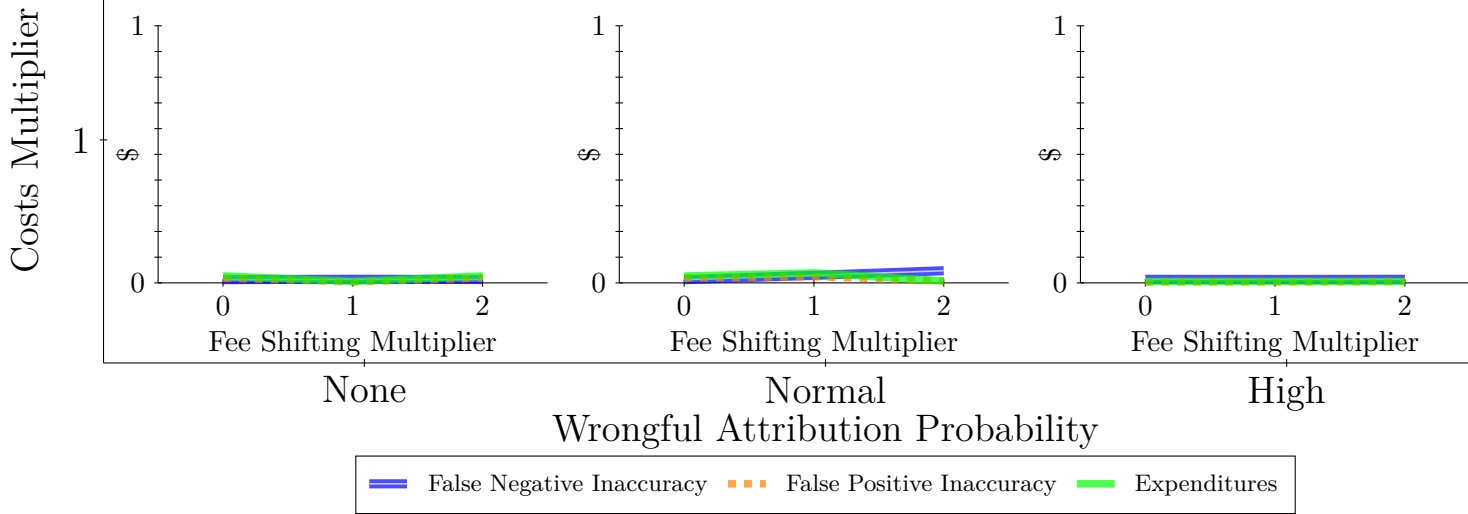 Costs Multiplier
1
1
$
0
0 1 2
Fee Shifting Multiplier
1
$
0
0 1 2
Fee Shifting Multiplier
1
$
0
0 1 2
Fee Shifting Multiplier
None Normal High
Wrongful Attribution Probability
False Negative Inaccuracy False Positive Inaccuracy Expenditures